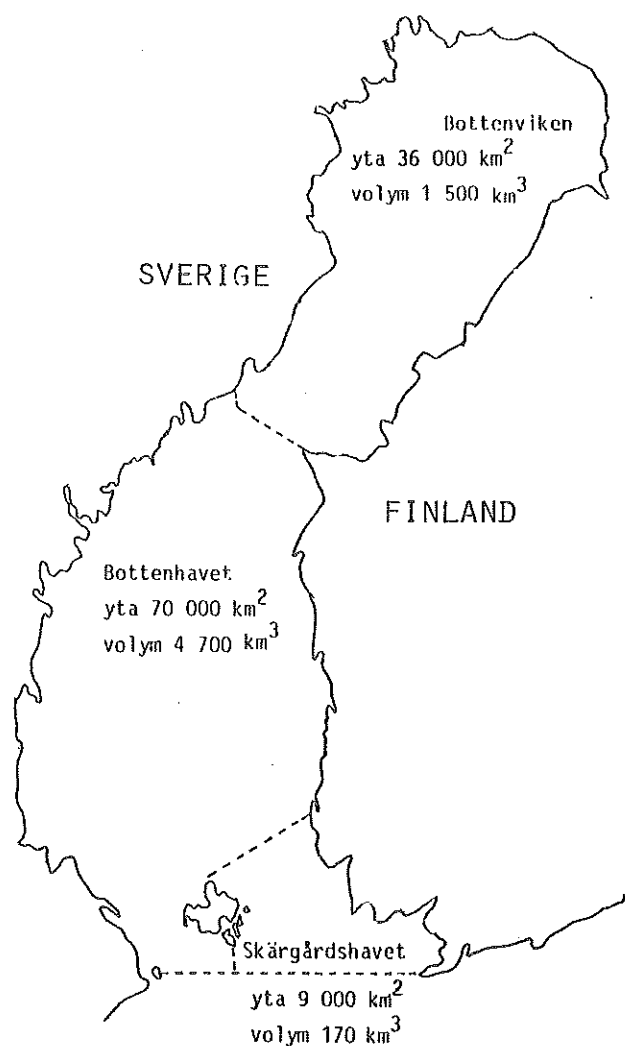 Bottenviken
yta 36 000 km²
volym 1 500 km³
SVERIGE
FINLAND
Bottenhavet
yta 70 000 km²
volym 4 700 km³
Skärgårdshavet
yta 9 000 km²
volym 170 km³